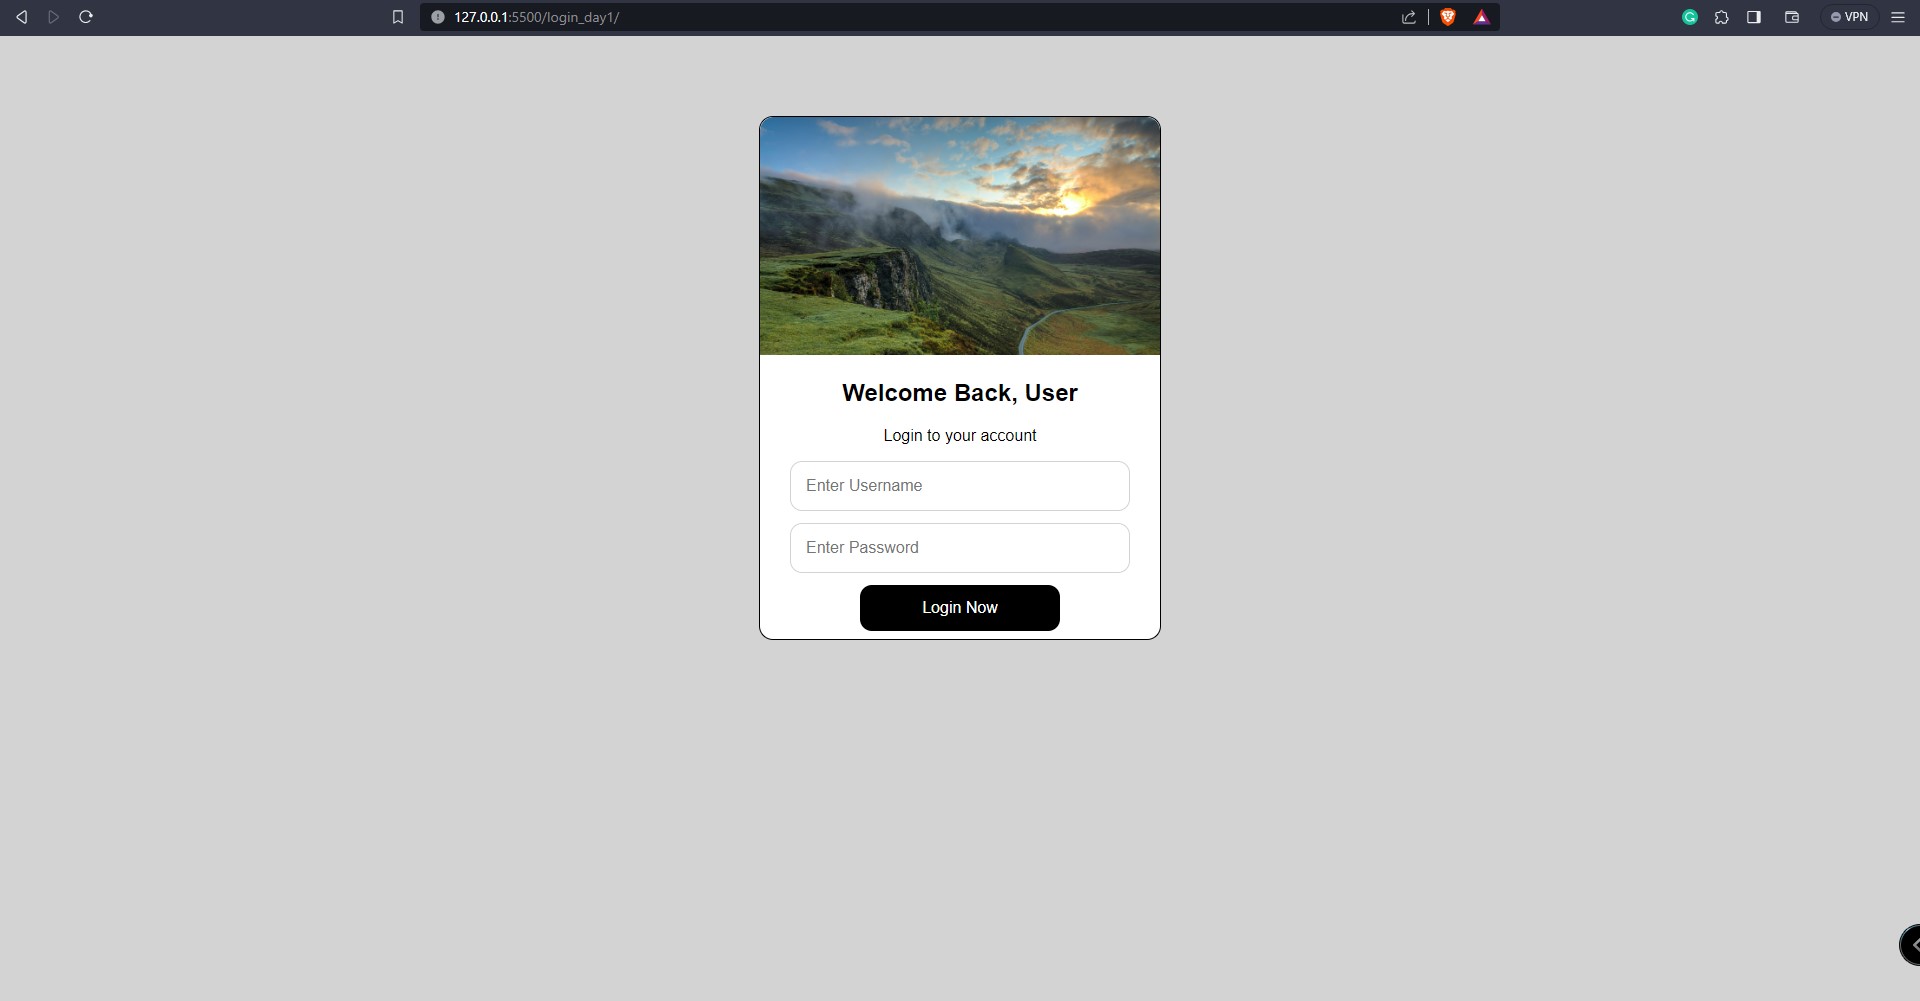 127.0.0.1:5500/login_day1/
VPN
Welcome Back, User
Login to your account
Enter Username
Enter Password
Login Now